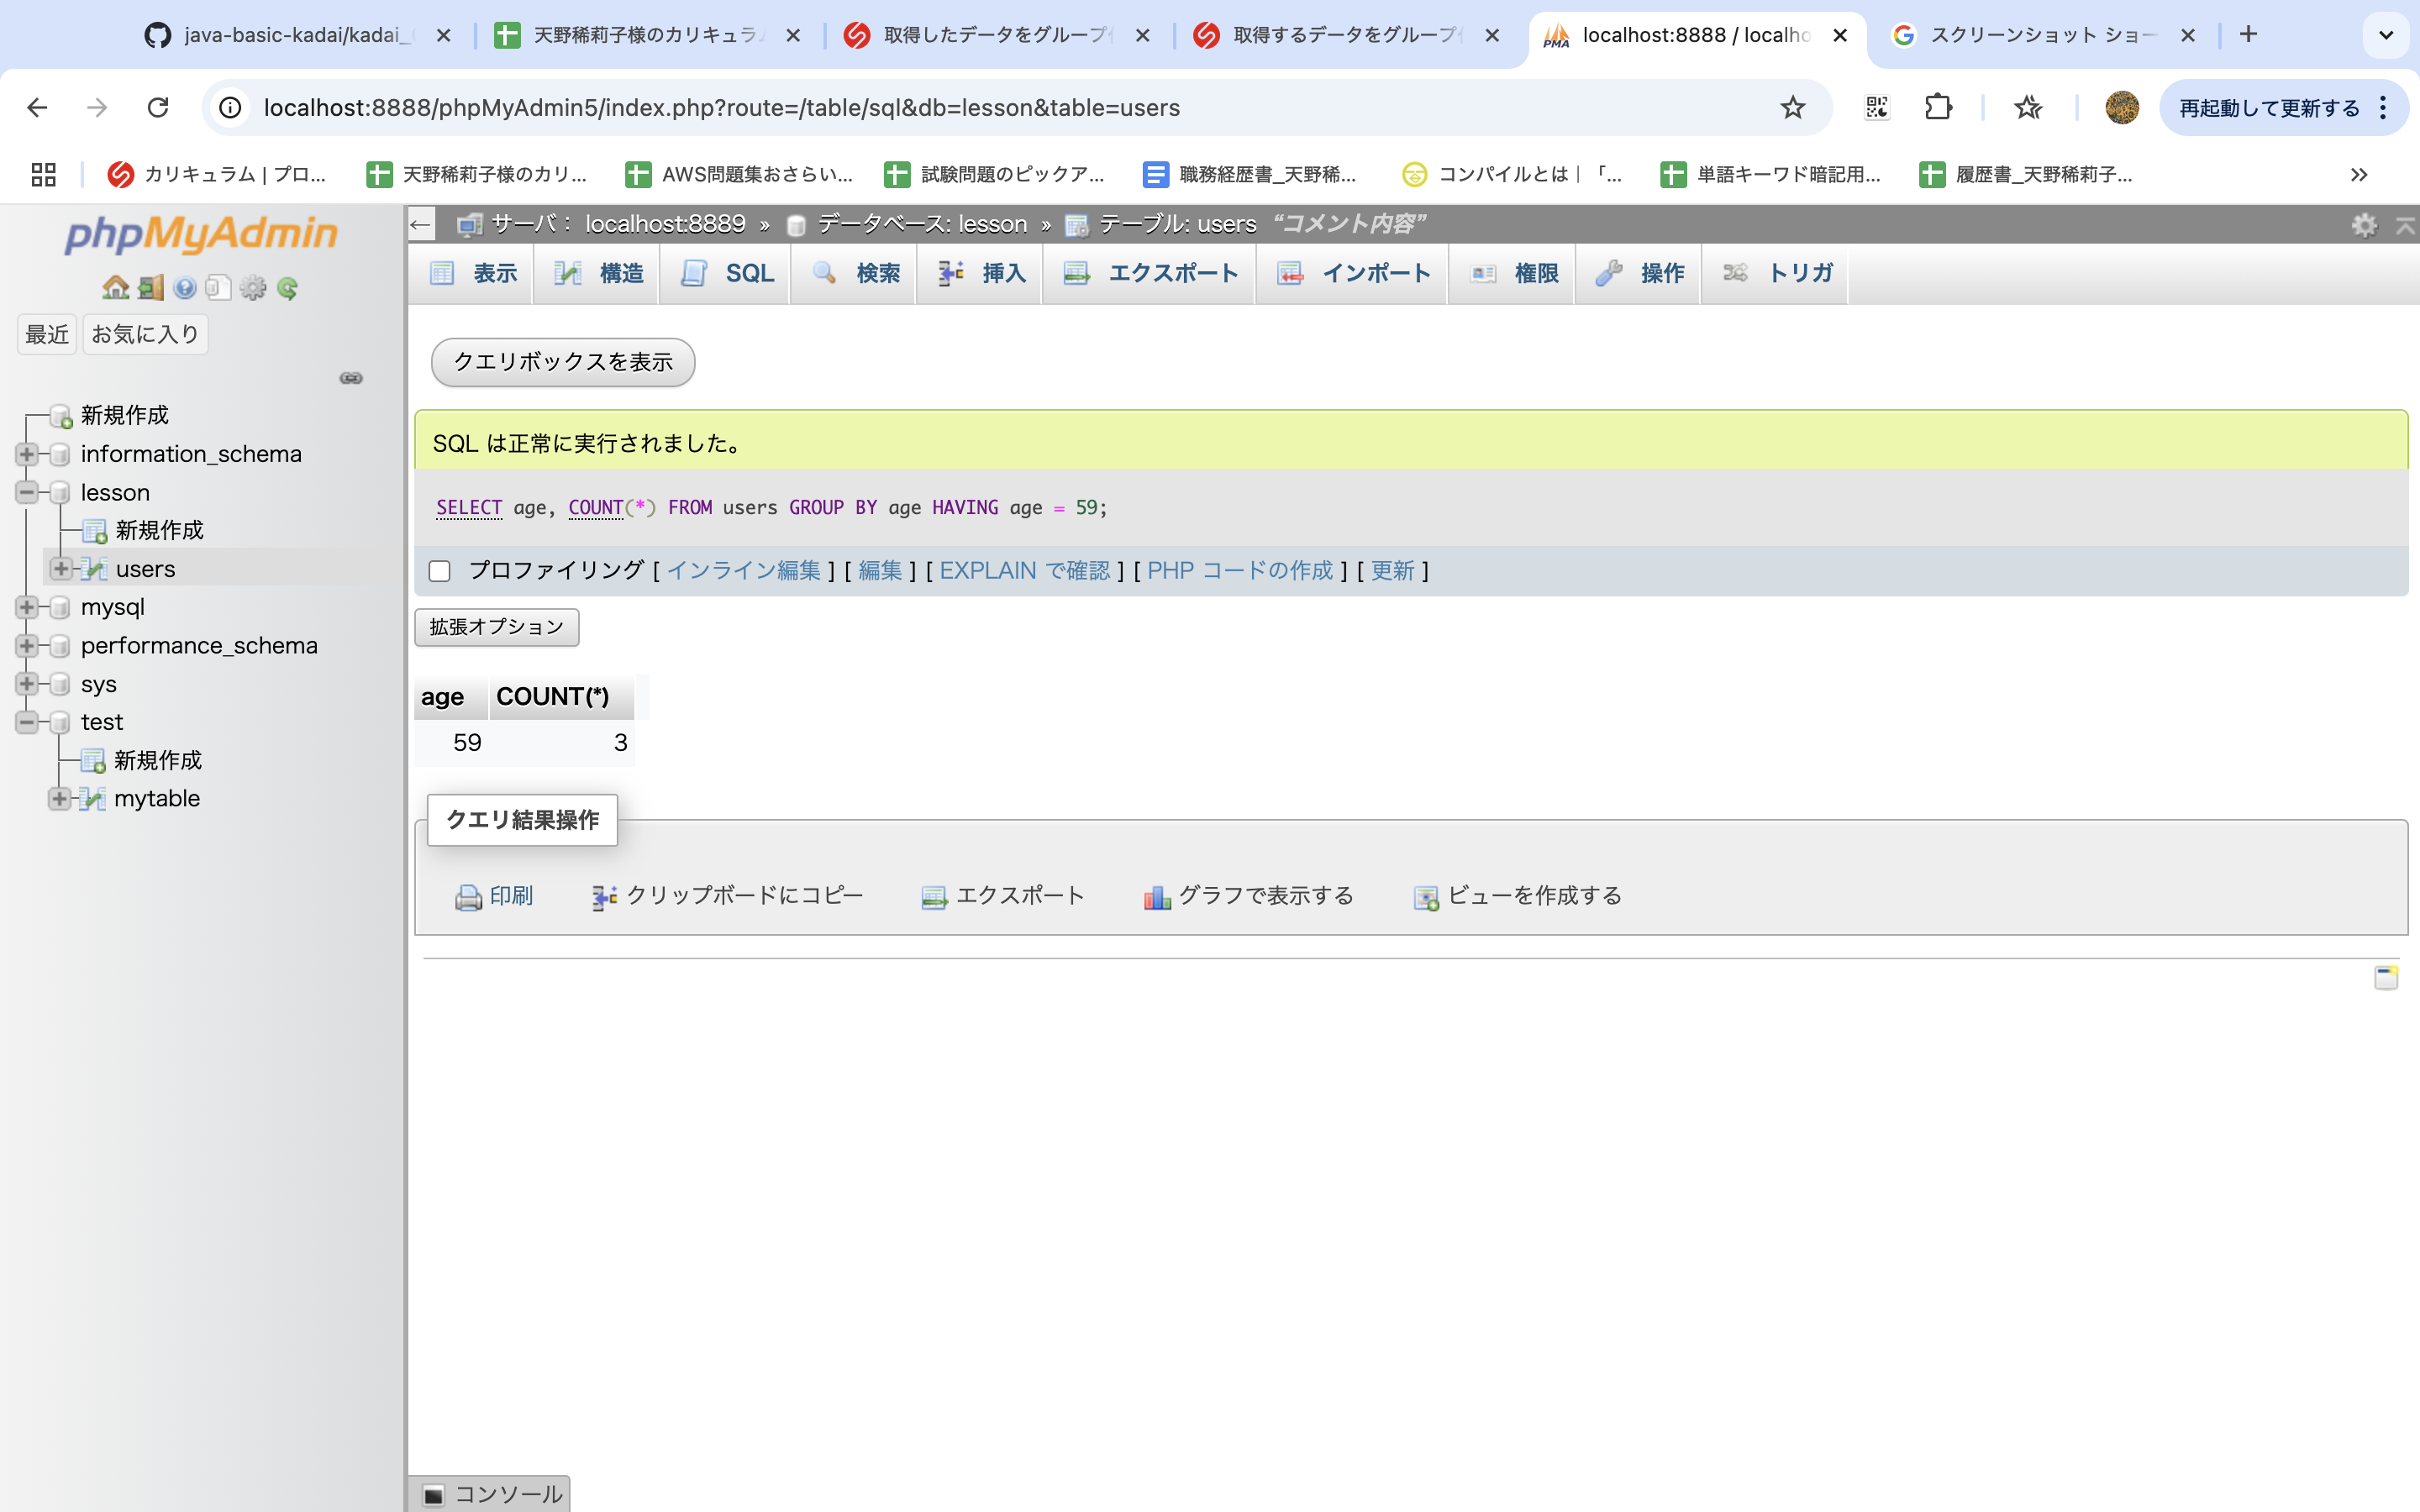 java-basic-kadai/kadai_
天野稀莉子様のカリキュラ
取得したデータをグループ
取得するデータをグループ
localhost:8888 / localho
スクリーンショット ショー
localhost:8888/phpMyAdmin5/index.php?route=/table/sql&db=lesson&table=users
再起動して更新する
カリキュラム | プロ...
天野稀莉子様のカリ...
AWS問題集おさらい...
試験問題のピックア...
職務経歴書_天野稀...
コンパイルとは｜「...
単語キーワード暗記用...
履歴書_天野稀莉子...
phpMyAdmin
最近 お気に入り
新規作成
information_schema
lesson
新規作成
users
mysql
performance_schema
sys
test
新規作成
mytable
サーバ： localhost:8889 » データベース: lesson » テーブル: users “コメント内容”
表示 構造 SQL 検索 挿入 エクスポート インポート 権限 操作 トリガ
クエリボックスを表示
SQL は正常に実行されました。
SELECT age, COUNT(*) FROM users GROUP BY age HAVING age = 59;
プロファイリング [ インライン編集 ] [ 編集 ] [ EXPLAIN で確認 ] [ PHP コードの作成 ] [ 更新 ]
拡張オプション
age COUNT(*)
59 3
クエリ結果操作
印刷 クリップボードにコピー エクスポート グラフで表示する ビューを作成する
コンソール